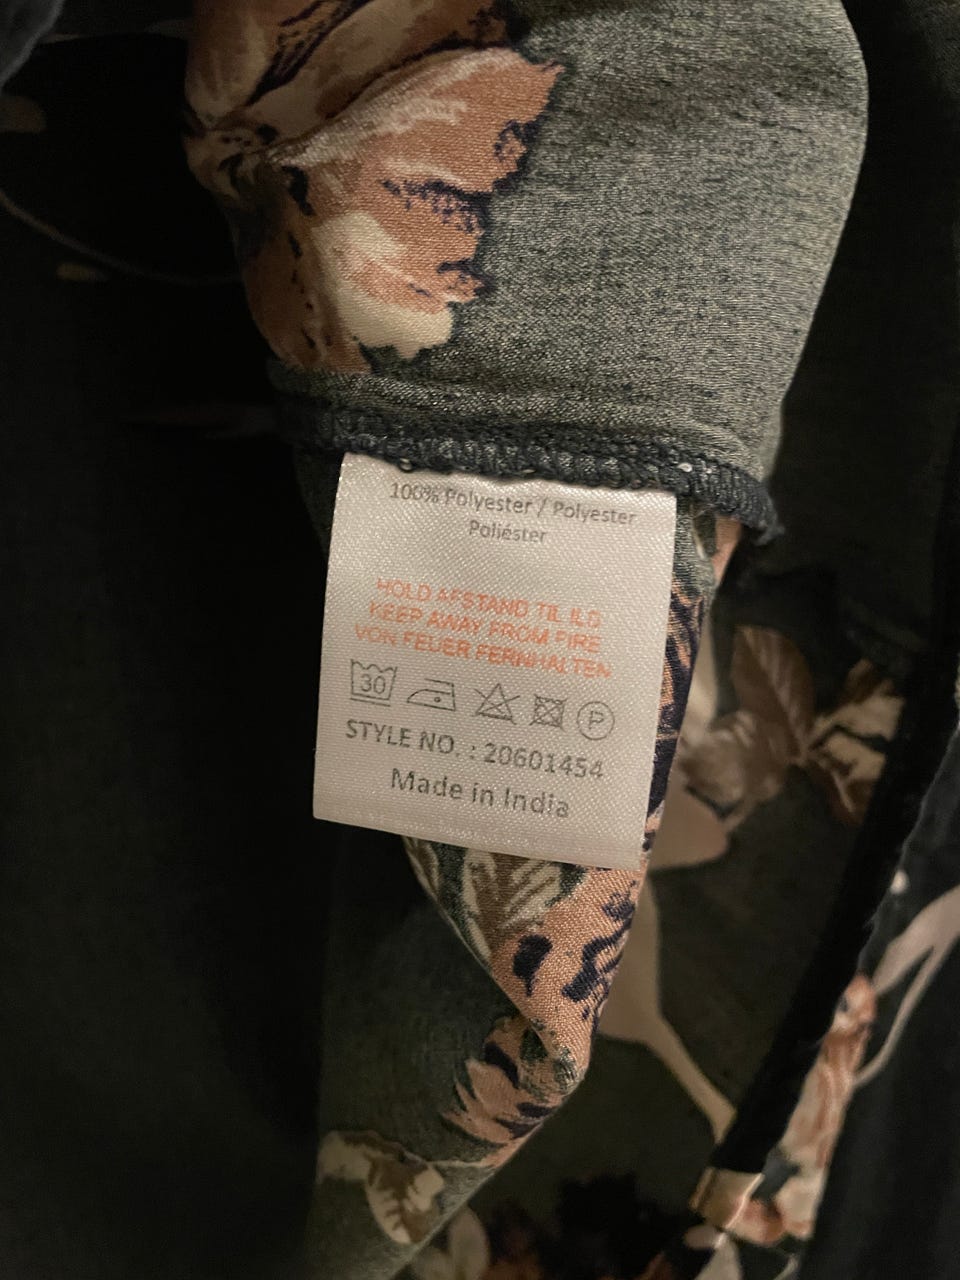 100% Polyester / Polyester
Poliéster
HOLD AFSTAND TIL ILD
KEEP AWAY FROM FIRE
VON FEUER FERNHALTEN
30 P
STYLE NO. : 20601454
Made in India